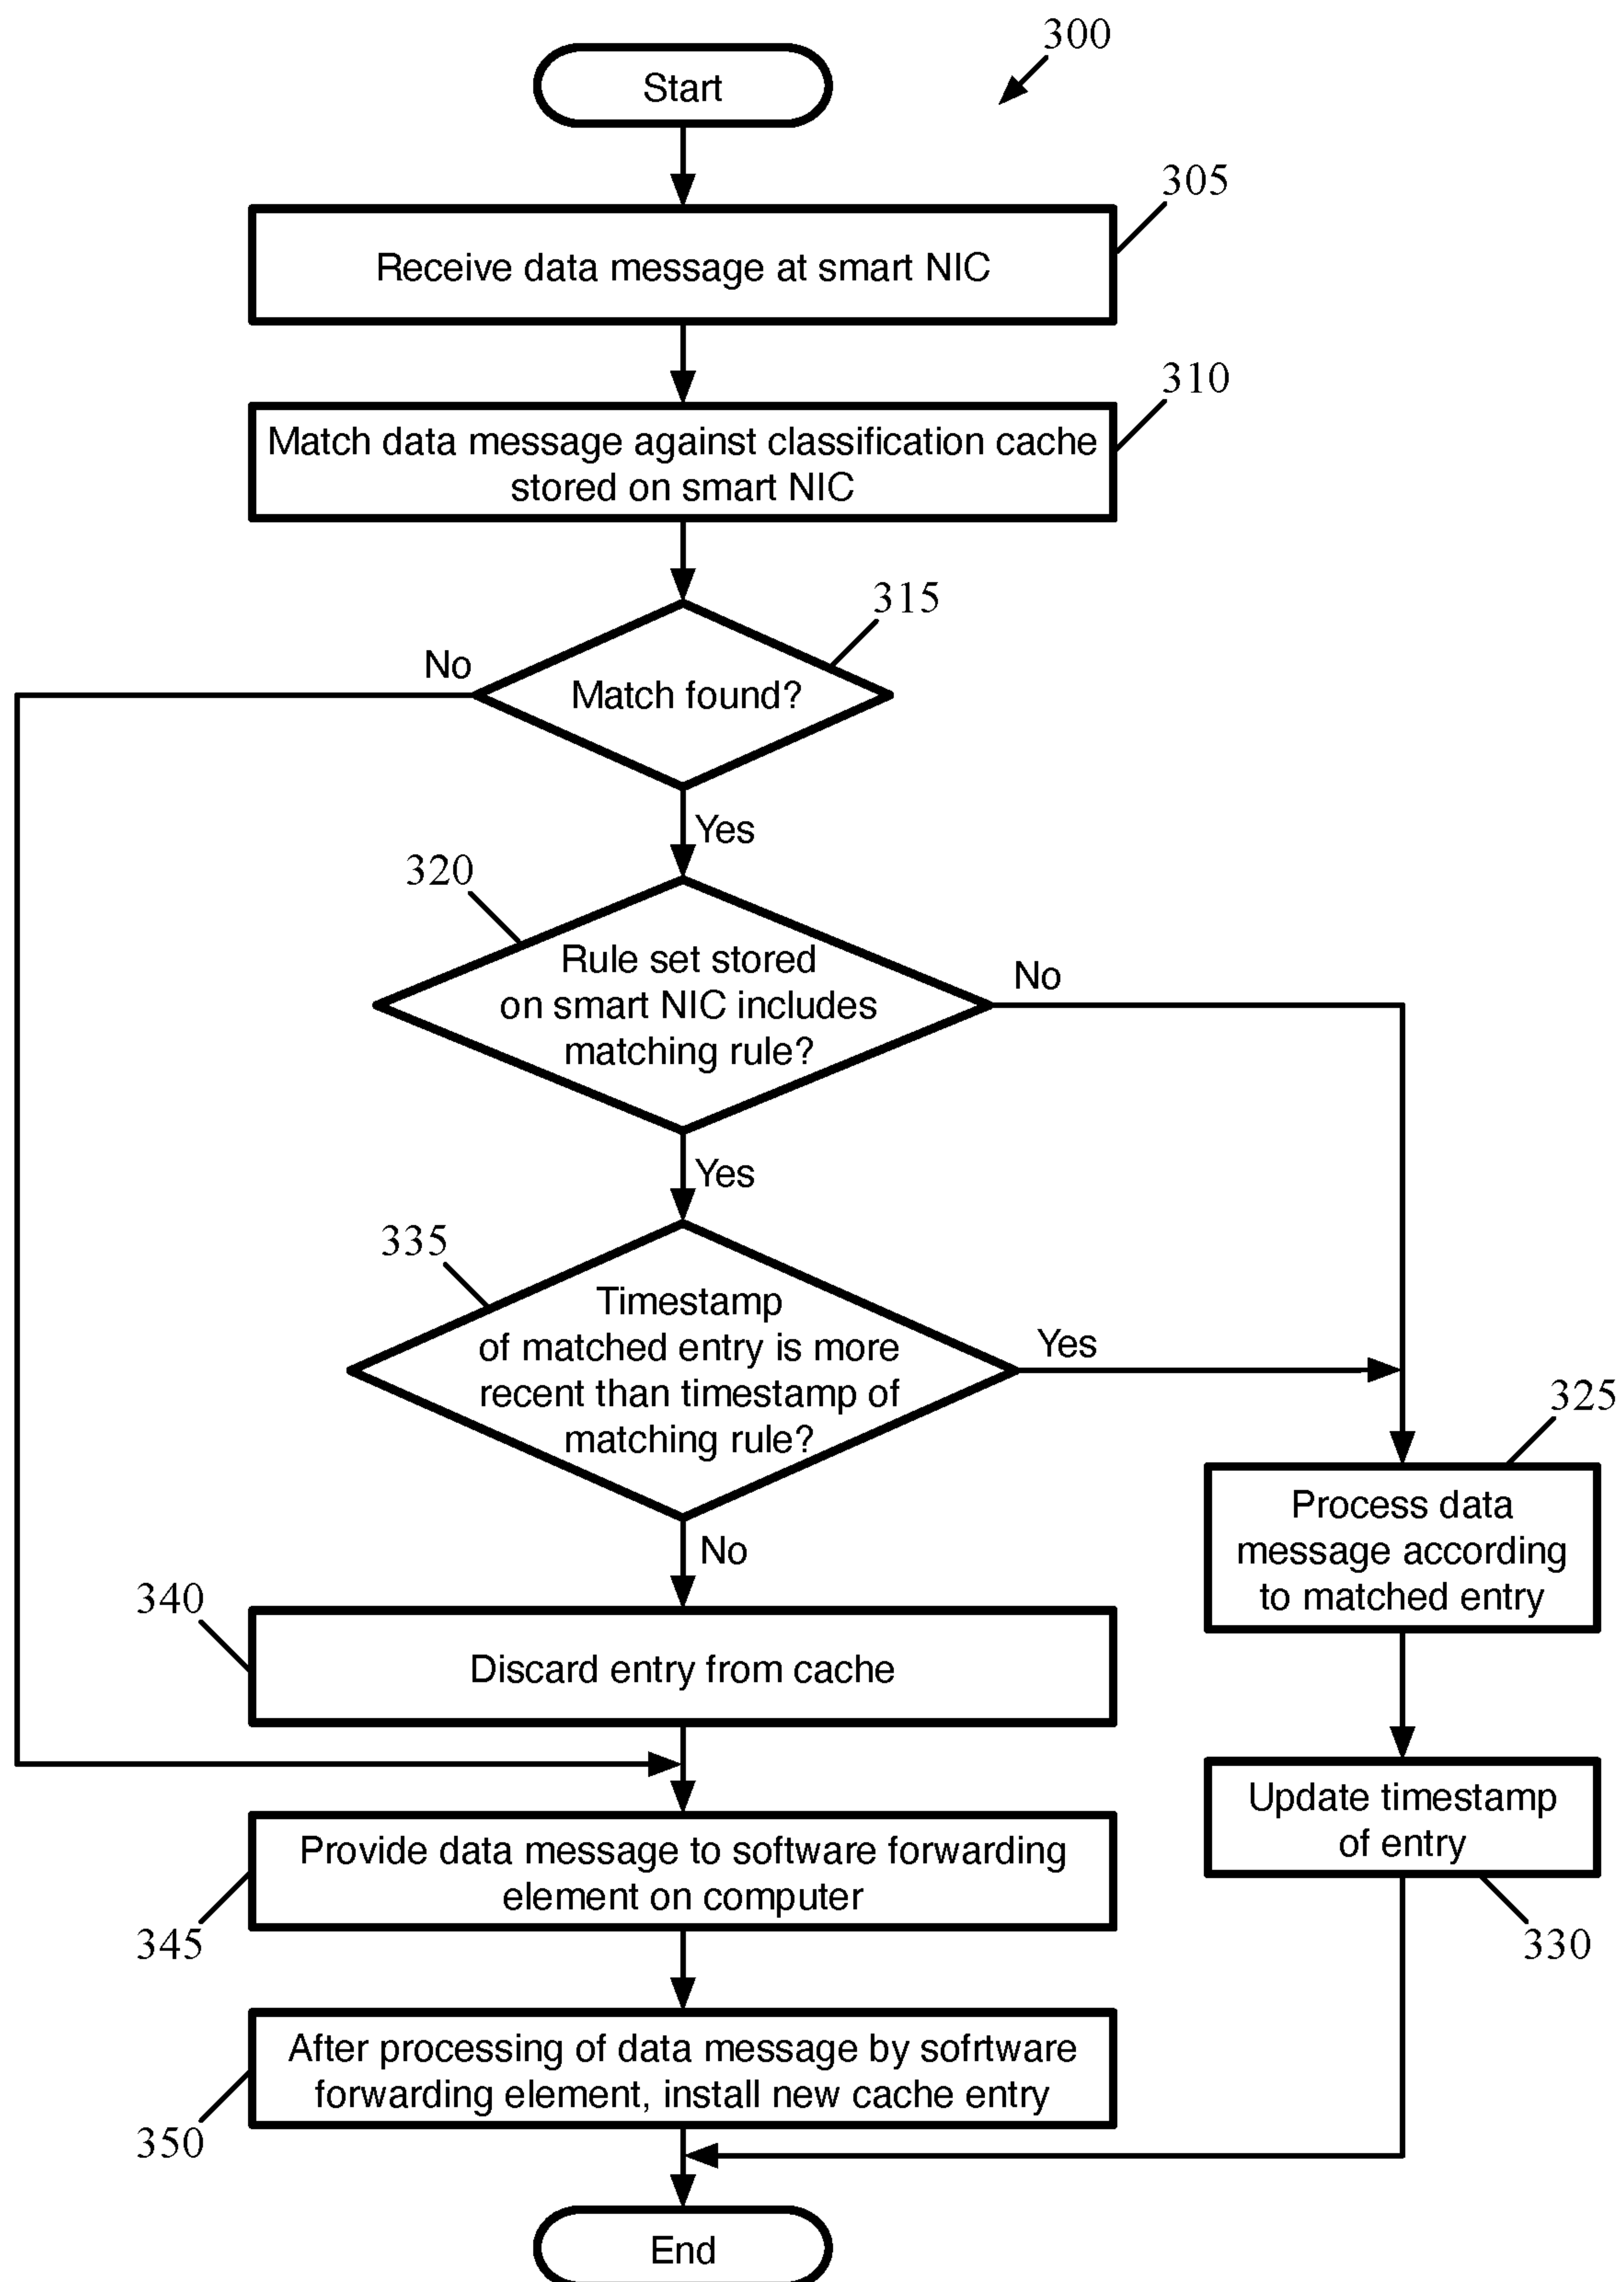 300
Start
305
Receive data message at smart NIC
310
Match data message against classification cache
stored on smart NIC
315
No
Match found?
Yes
320
Rule set stored
on smart NIC includes
matching rule?
No
Yes
335
Timestamp
of matched entry is more
recent than timestamp of
matching rule?
Yes
325
Process data
message according
to matched entry
No
340
Discard entry from cache
Update timestamp
of entry
330
Provide data message to software forwarding
element on computer
345
After processing of data message by sofrtware
forwarding element, install new cache entry
350
End